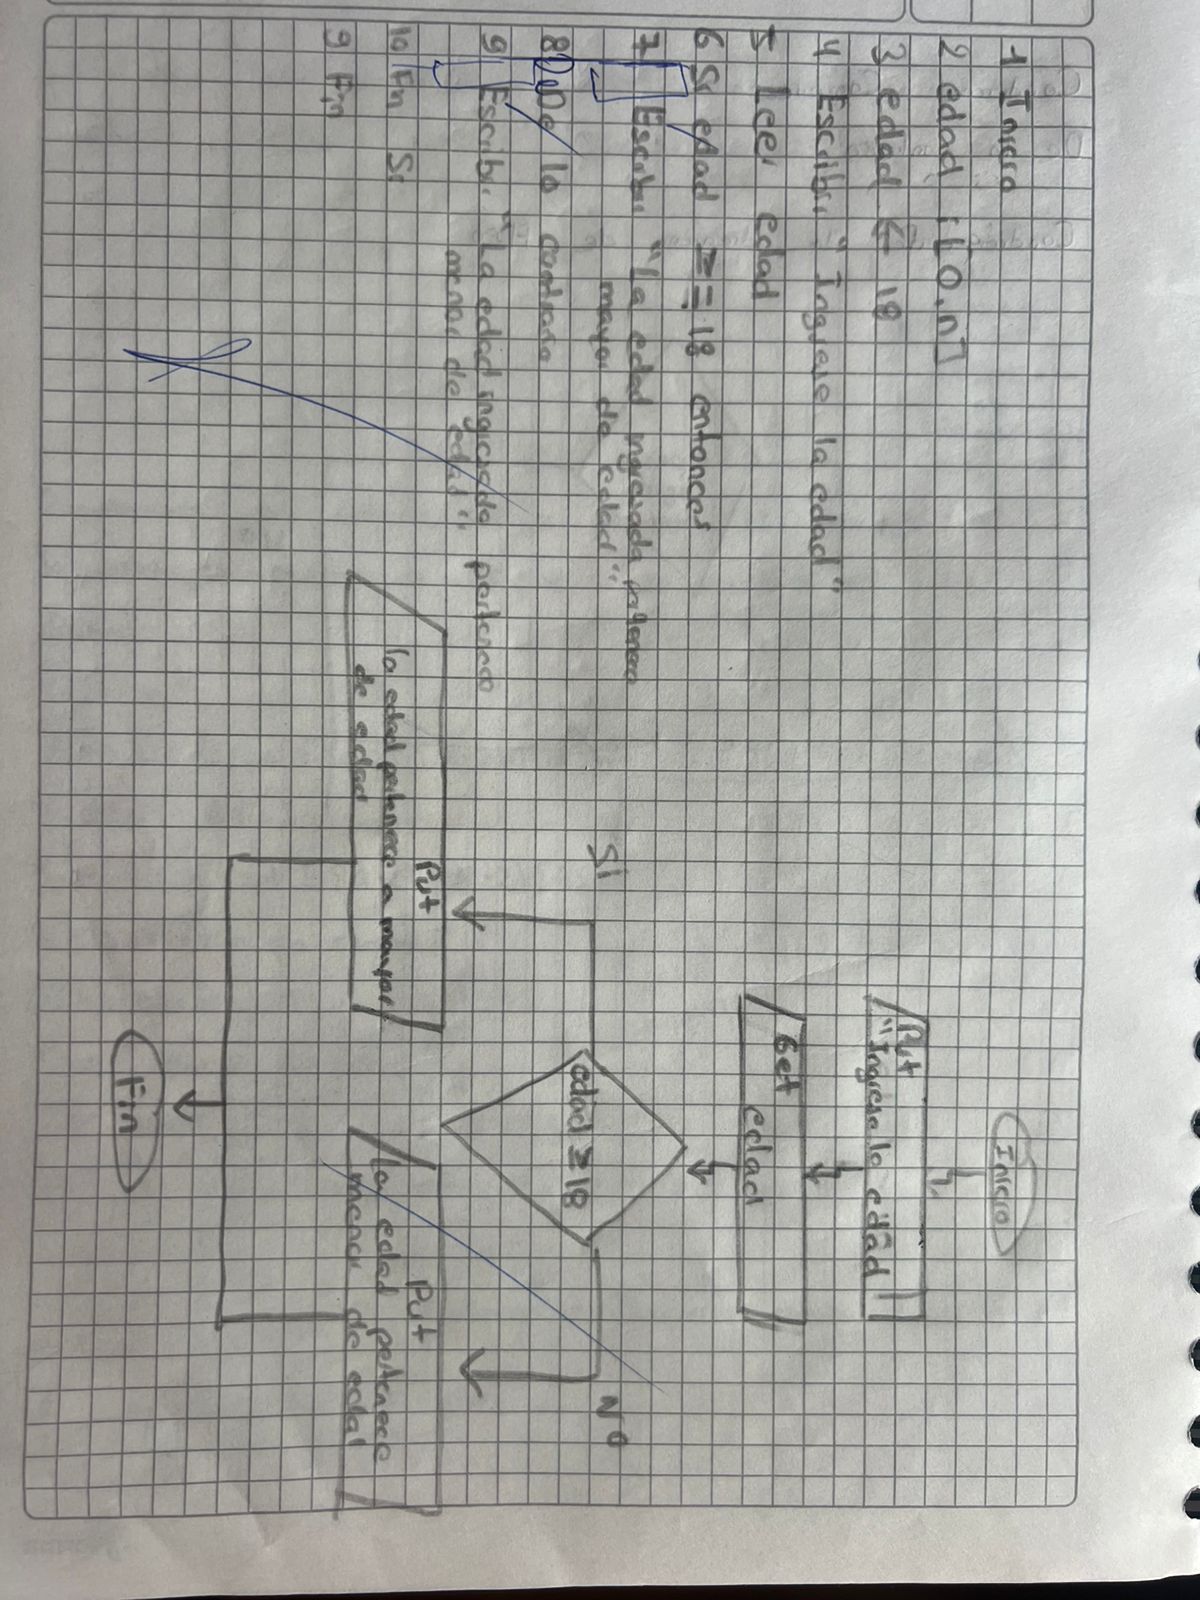 1 Inicio
2 edad : [0,n]
3 edad ← 18
4 Escribir "Ingrese la edad"
5 Leer edad
6 Si edad >= 18 entonces
7 Escribir "la edad ingresada pertenece
mayor de edad"
8 De lo contrario
9 Escribir "La edad ingresada pertenece
menor de edad"
10 Fin Si
9 Fin
Inicio
Put
"Ingrese la edad"
Get
edad
edad ≥ 18
Si
No
Put
la edad pertenece a mayor
de edad
Put
la edad pertenece
menor de edad
Fin